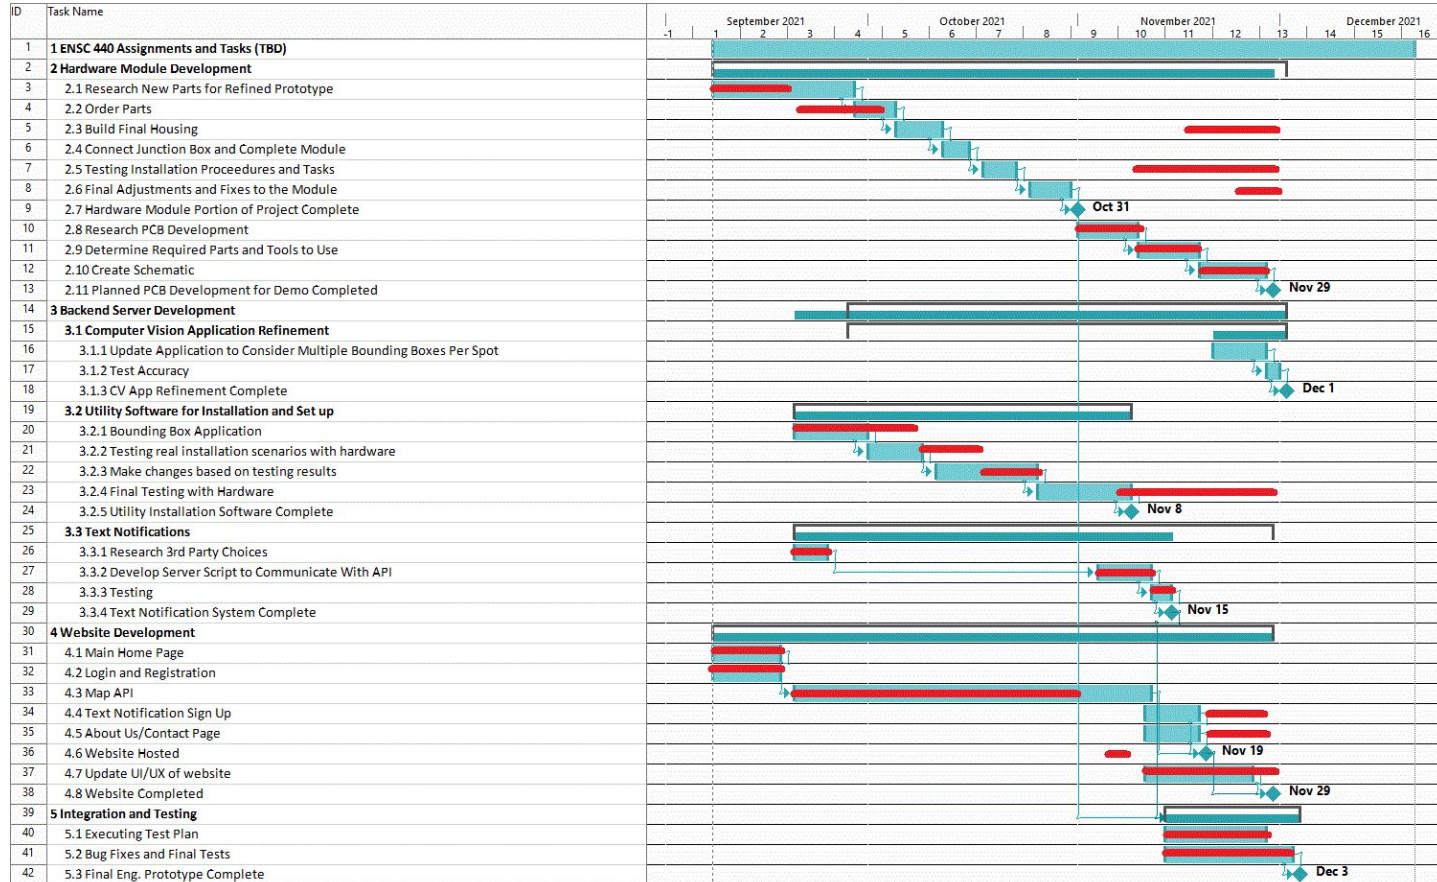 ID Task Name
September 2021 October 2021 November 2021 December 2021
-1 1 2 3 4 5 6 7 8 9 10 11 12 13 14 15 16
1 1 ENSC 440 Assignments and Tasks (TBD)
2 2 Hardware Module Development
3 2.1 Research New Parts for Refined Prototype
4 2.2 Order Parts
5 2.3 Build Final Housing
6 2.4 Connect Junction Box and Complete Module
7 2.5 Testing Installation Proceedures and Tasks
8 2.6 Final Adjustments and Fixes to the Module
9 2.7 Hardware Module Portion of Project Complete Oct 31
10 2.8 Research PCB Development
11 2.9 Determine Required Parts and Tools to Use
12 2.10 Create Schematic
13 2.11 Planned PCB Development for Demo Completed Nov 29
14 3 Backend Server Development
15 3.1 Computer Vision Application Refinement
16 3.1.1 Update Application to Consider Multiple Bounding Boxes Per Spot
17 3.1.2 Test Accuracy
18 3.1.3 CV App Refinement Complete Dec 1
19 3.2 Utility Software for Installation and Set up
20 3.2.1 Bounding Box Application
21 3.2.2 Testing real installation scenarios with hardware
22 3.2.3 Make changes based on testing results
23 3.2.4 Final Testing with Hardware
24 3.2.5 Utility Installation Software Complete Nov 8
25 3.3 Text Notifications
26 3.3.1 Research 3rd Party Choices
27 3.3.2 Develop Server Script to Communicate With API
28 3.3.3 Testing
29 3.3.4 Text Notification System Complete Nov 15
30 4 Website Development
31 4.1 Main Home Page
32 4.2 Login and Registration
33 4.3 Map API
34 4.4 Text Notification Sign Up
35 4.5 About Us/Contact Page
36 4.6 Website Hosted Nov 19
37 4.7 Update UI/UX of website
38 4.8 Website Completed Nov 29
39 5 Integration and Testing
40 5.1 Executing Test Plan
41 5.2 Bug Fixes and Final Tests
42 5.3 Final Eng. Prototype Complete Dec 3